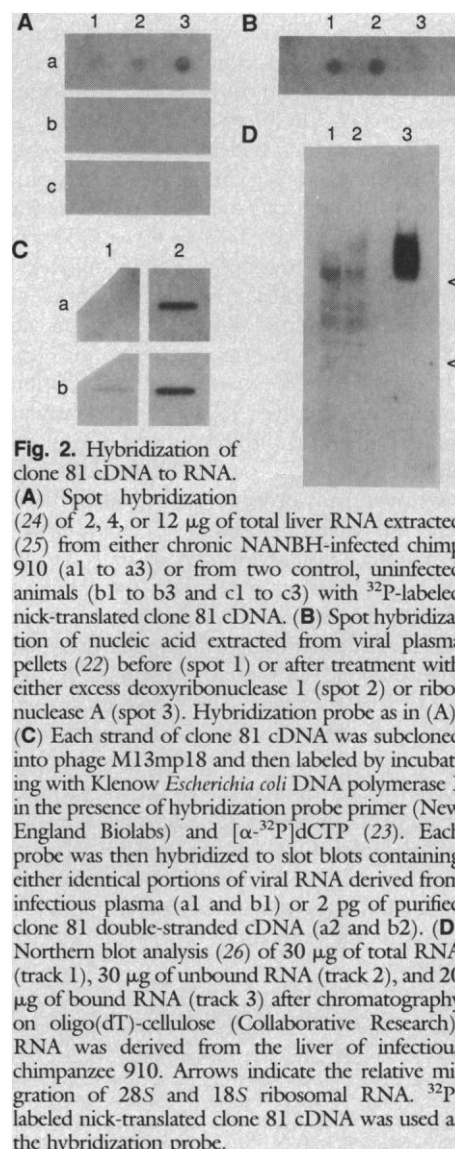 A
1 2 3
a
b
c
B
1 2 3
D
1 2 3
<
<
C
1 2
a
b
Fig. 2. Hybridization of
clone 81 cDNA to RNA.
(A) Spot hybridization
(24) of 2, 4, or 12 μg of total liver RNA extracted
(25) from either chronic NANBH-infected chimp
910 (a1 to a3) or from two control, uninfected
animals (b1 to b3 and c1 to c3) with ³²P-labeled
nick-translated clone 81 cDNA. (B) Spot hybridiza-
tion of nucleic acid extracted from viral plasma
pellets (22) before (spot 1) or after treatment with
either excess deoxyribonuclease 1 (spot 2) or ribo-
nuclease A (spot 3). Hybridization probe as in (A)
(C) Each strand of clone 81 cDNA was subcloned
into phage M13mp18 and then labeled by incubat-
ing with Klenow Escherichia coli DNA polymerase
in the presence of hybridization probe primer (New
England Biolabs) and [α-³²P]dCTP (23). Each
probe was then hybridized to slot blots containing
either identical portions of viral RNA derived from
infectious plasma (a1 and b1) or 2 pg of purified
clone 81 double-stranded cDNA (a2 and b2). (D)
Northern blot analysis (26) of 30 μg of total RNA
(track 1), 30 μg of unbound RNA (track 2), and 20
μg of bound RNA (track 3) after chromatography
on oligo(dT)-cellulose (Collaborative Research)
RNA was derived from the liver of infectious
chimpanzee 910. Arrows indicate the relative mi-
gration of 28S and 18S ribosomal RNA. ³²P-
labeled nick-translated clone 81 cDNA was used a
the hybridization probe.